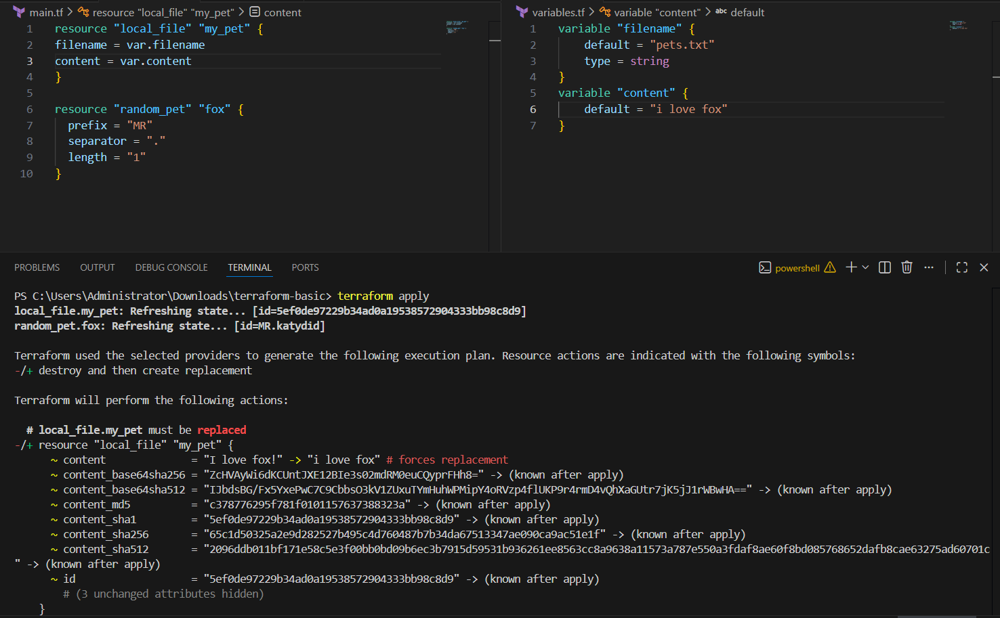 main.tf > resource "local_file" "my_pet" > content
1 resource "local_file" "my_pet" {
2 filename = var.filename
3 content = var.content
4 }
5
6 resource "random_pet" "fox" {
7 prefix = "MR"
8 separator = "."
9 length = "1"
10 }
variables.tf > variable "content" > abc default
1 variable "filename" {
2 default = "pets.txt"
3 type = string
4 }
5 variable "content" {
6 default = "i love fox"
7 }
PROBLEMS OUTPUT DEBUG CONSOLE TERMINAL PORTS powershell
PS C:\Users\Administrator\Downloads\terraform-basic> terraform apply
local_file.my_pet: Refreshing state... [id=5ef0de97229b34ad0a19538572904333bb98c8d9]
random_pet.fox: Refreshing state... [id=MR.katydid]
Terraform used the selected providers to generate the following execution plan. Resource actions are indicated with the following symbols:
-/+ destroy and then create replacement
Terraform will perform the following actions:
# local_file.my_pet must be replaced
-/+ resource "local_file" "my_pet" {
~ content = "I love fox!" -> "i love fox" # forces replacement
~ content_base64sha256 = "ZcHVAyWi6dKCUntJXE12BIe3s02mdRM0euCQyprFHh8=" -> (known after apply)
~ content_base64sha512 = "IJbdsBG/Fx5YxePwC7C9CbbsO3kV1ZUxuTYmHuhWPMipY4oRVzp4flUKP9r4rmD4vQhXaGUtr7jK5jJ1rWBwHA==" -> (known after apply)
~ content_md5 = "c378776295f781f0101157637388323a" -> (known after apply)
~ content_sha1 = "5ef0de97229b34ad0a19538572904333bb98c8d9" -> (known after apply)
~ content_sha256 = "65c1d50325a2e9d282527b495c4d760487b7b34da67513347ae090ca9ac51e1f" -> (known after apply)
~ content_sha512 = "2096ddb011bf171e58c5e3f00bb0bd09b6ec3b7915d59531b936261ee8563cc8a9638a11573a787e550a3fdaf8ae60f8bd085768652dafb8cae63275ad60701c
" -> (known after apply)
~ id = "5ef0de97229b34ad0a19538572904333bb98c8d9" -> (known after apply)
# (3 unchanged attributes hidden)
}